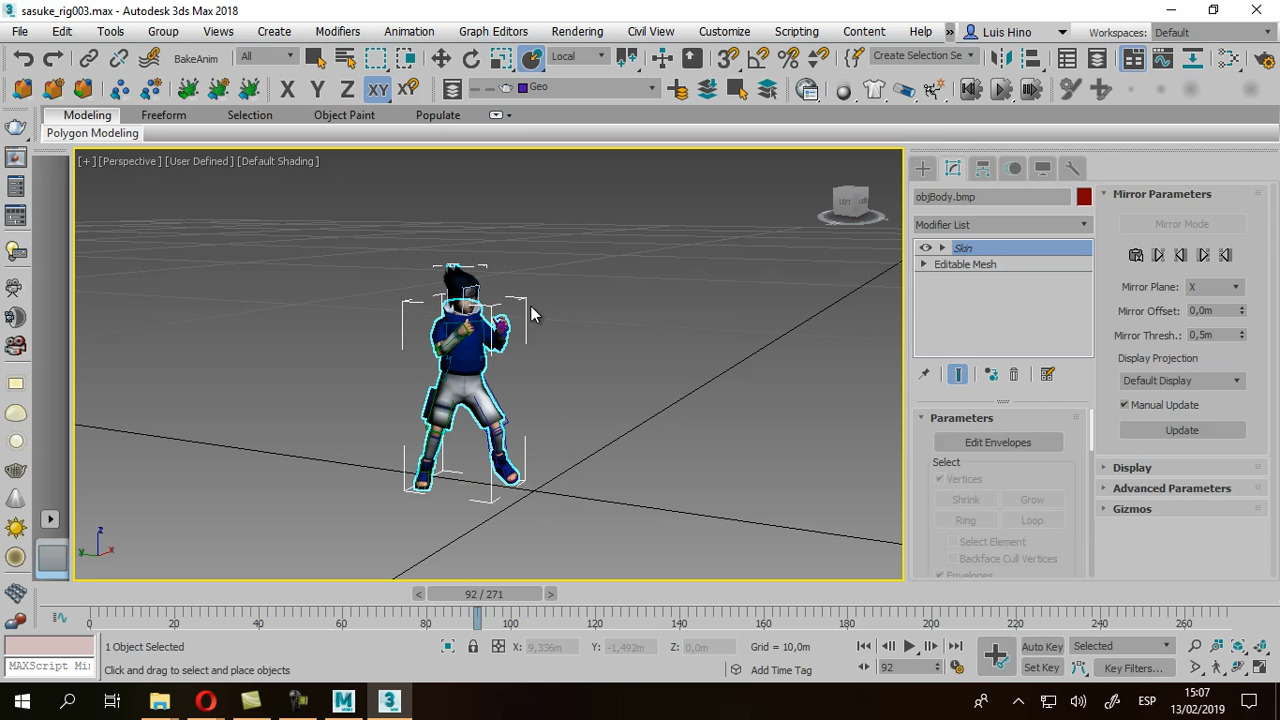 sasuke_rig003.max - Autodesk 3ds Max 2018
File Edit Tools Group Views Create Modifiers Animation Graph Editors Rendering Civil View Customize Scripting Content Help » Luis Hino Workspaces: Default
BakeAnim All Local Create Selection Se
X Y Z XY XY Geo
Modeling Freeform Selection Object Paint Populate
Polygon Modeling
[+] [Perspective] [User Defined] [Default Shading]
objBody.bmp
Modifier List
Skin
Editable Mesh
Parameters
Edit Envelopes
Select
Vertices
Shrink Grow
Ring Loop
Select Element
Backface Cull Vertices
Envelopes
Mirror Parameters
Mirror Mode
Mirror Plane: X
Mirror Offset: 0,0m
Mirror Thresh.: 0,5m
Display Projection
Default Display
Manual Update
Update
Display
Advanced Parameters
Gizmos
z
y x
< 92 / 271 >
0 20 40 60 80 100 120 140 160 180 200 220 240 260
1 Object Selected X: 9,336m Y: -1,492m Z: 0,0m Grid = 10,0m Auto Key Selected
MAXScript Mi Click and drag to select and place objects Add Time Tag 92 Set Key Key Filters...
ESP 15:07
13/02/2019